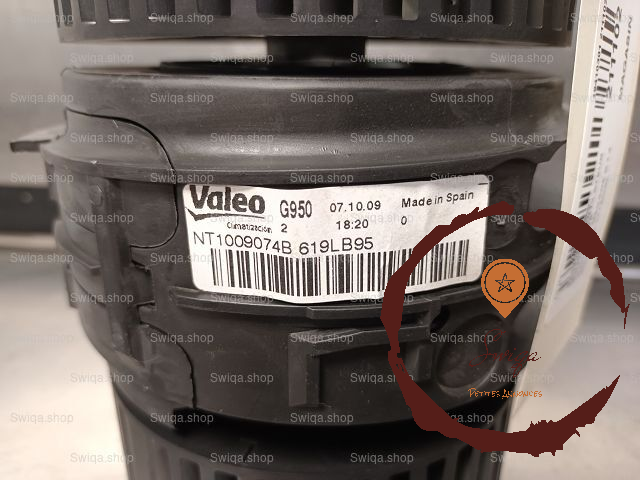 Valeo G950 07.10.09 Made in Spain
Climatización 2 18:20 0
NT1009074B 619LB95
Swiqa.shop
PETITES ANNONCES